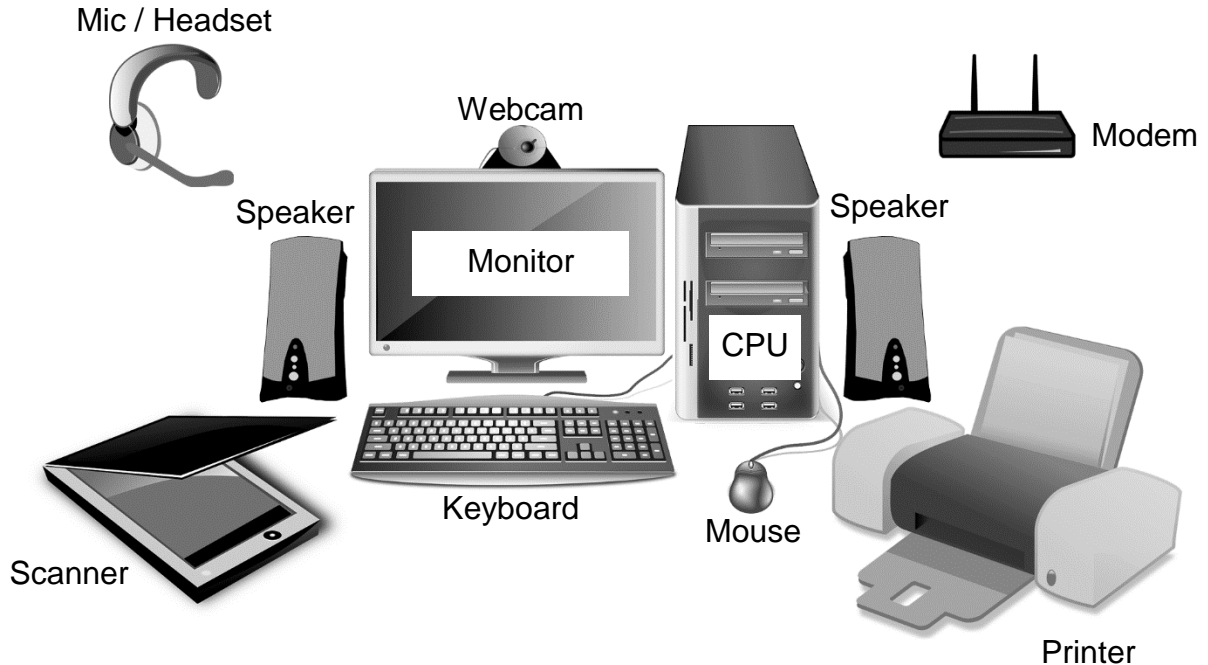 Mic / Headset
Webcam
Modem
Speaker
Speaker
Monitor
CPU
Keyboard
Mouse
Scanner
Printer